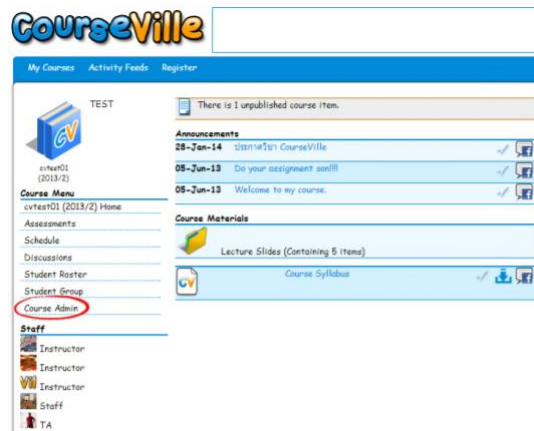 CourseVille
My Courses Activity Feeds Register
TEST
CV
cvtest01
(2013/2)
Course Menu
cvtest01 (2013/2) Home
Assessments
Schedule
Discussions
Student Roster
Student Group
Course Admin
Staff
Instructor
Instructor
Instructor
Staff
TA
There is 1 unpublished course item.
Announcements
28-Jan-14 ประกาศวิชา CourseVille
05-Jun-13 Do your assignment son!!!!
05-Jun-13 Welcome to my course.
Course Materials
Lecture Slides (Containing 5 items)
CV Course Syllabus